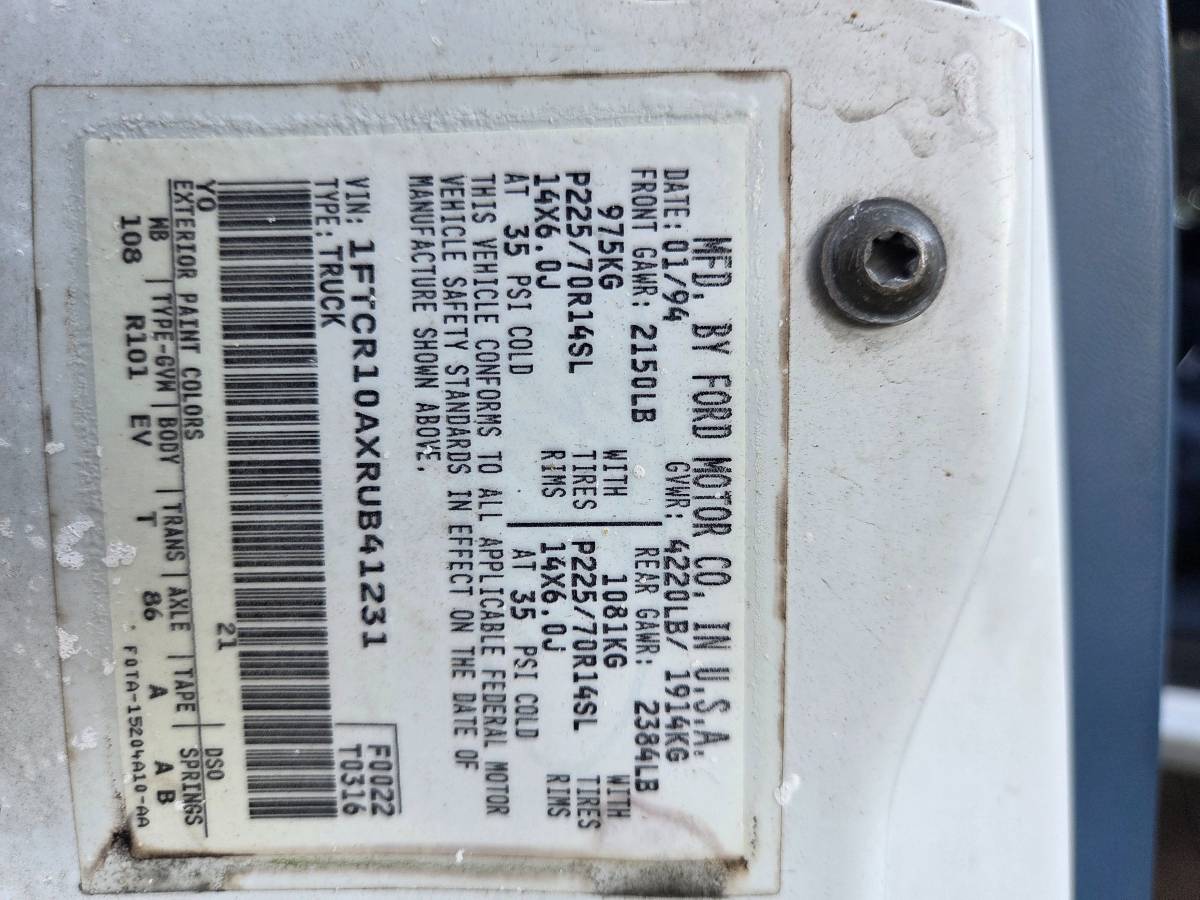 MFD. BY FORD MOTOR CO. IN U.S.A.
DATE: 01/94 GVWR: 4220LB/ 1914KG
FRONT GAWR: 2150LB REAR GAWR: 2384LB
975KG WITH 1081KG WITH
P225/70R14SL TIRES P225/70R14SL TIRES
14X6.0J RIMS 14X6.0J RIMS
AT 35 PSI COLD AT 35 PSI COLD
THIS VEHICLE CONFORMS TO ALL APPLICABLE FEDERAL MOTOR
VEHICLE SAFETY STANDARDS IN EFFECT ON THE DATE OF
MANUFACTURE SHOWN ABOVE.
VIN: 1FTCR10AXRUB41231 F0022
TYPE: TRUCK T0316
YO 21 DSO
EXTERIOR PAINT COLORS
WB | TYPE-GVM | BODY | TRANS | AXLE | TAPE | SPRINGS
108 R101 EV T 86 A A B
F0TA-15204A10-AA